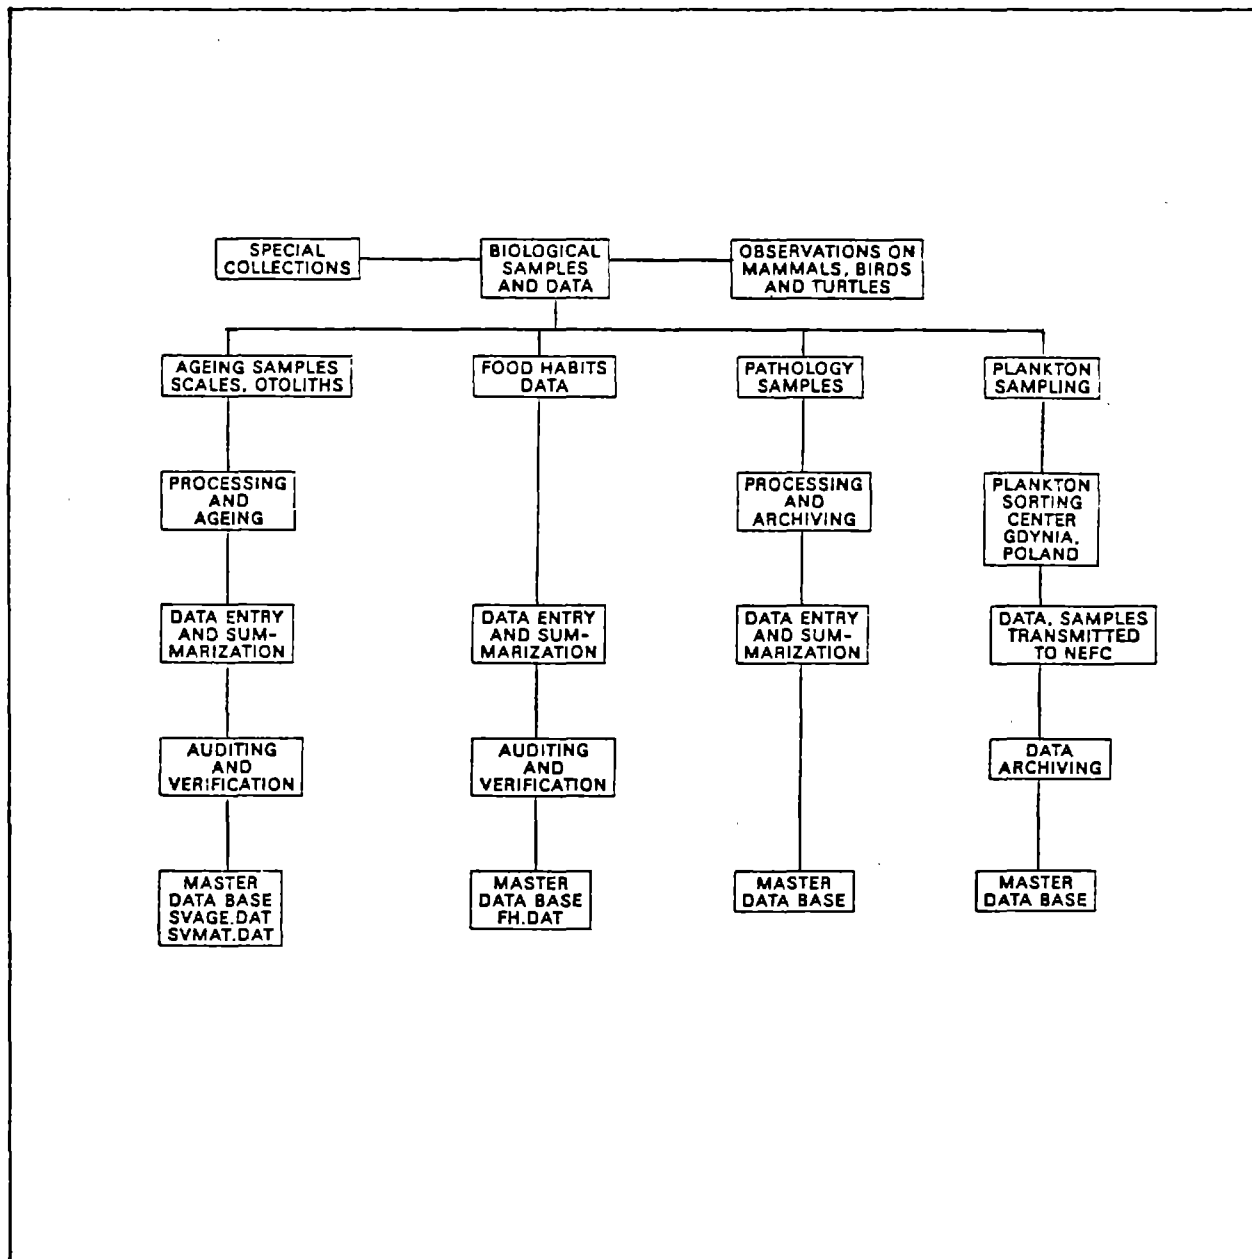 SPECIAL
COLLECTIONS
BIOLOGICAL
SAMPLES
AND DATA
OBSERVATIONS ON
MAMMALS, BIRDS
AND TURTLES
AGEING SAMPLES
SCALES, OTOLITHS
FOOD HABITS
DATA
PATHOLOGY
SAMPLES
PLANKTON
SAMPLING
PROCESSING
AND
AGEING
PROCESSING
AND
ARCHIVING
PLANKTON
SORTING
CENTER
GDYNIA,
POLAND
DATA ENTRY
AND SUM-
MARIZATION
DATA ENTRY
AND SUM-
MARIZATION
DATA ENTRY
AND SUM-
MARIZATION
DATA, SAMPLES
TRANSMITTED
TO NEFC
AUDITING
AND
VERIFICATION
AUDITING
AND
VERIFICATION
DATA
ARCHIVING
MASTER
DATA BASE
SVAGE.DAT
SVMAT.DAT
MASTER
DATA BASE
FH.DAT
MASTER
DATA BASE
MASTER
DATA BASE